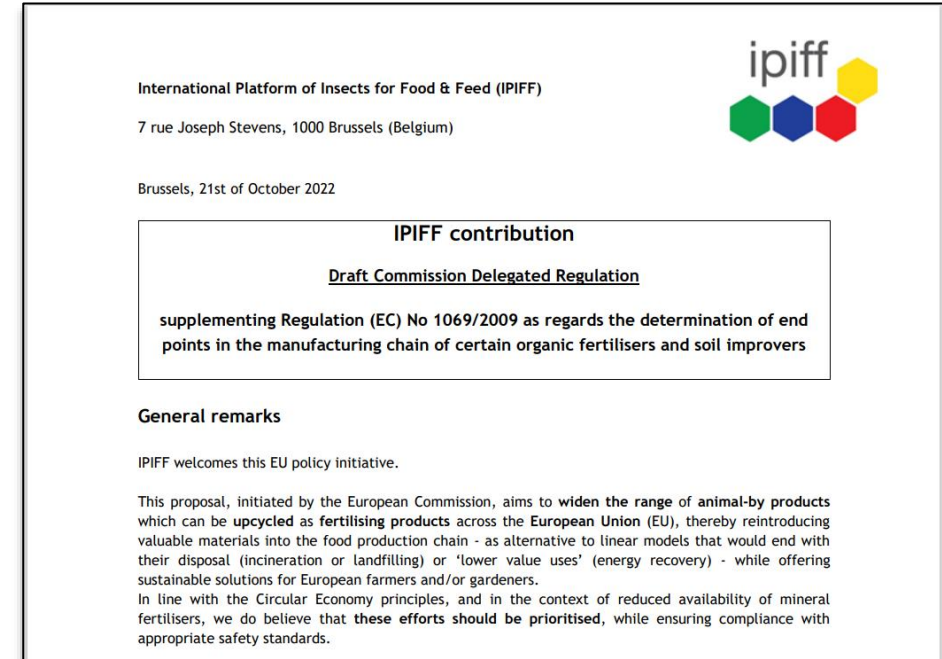 ipiff
International Platform of Insects for Food & Feed (IPIFF)
7 rue Joseph Stevens, 1000 Brussels (Belgium)
Brussels, 21st of October 2022
IPIFF contribution
Draft Commission Delegated Regulation
supplementing Regulation (EC) No 1069/2009 as regards the determination of end
points in the manufacturing chain of certain organic fertilisers and soil improvers
General remarks
IPIFF welcomes this EU policy initiative.
This proposal, initiated by the European Commission, aims to widen the range of animal-by products
which can be upcycled as fertilising products across the European Union (EU), thereby reintroducing
valuable materials into the food production chain - as alternative to linear models that would end with
their disposal (incineration or landfilling) or ‘lower value uses’ (energy recovery) - while offering
sustainable solutions for European farmers and/or gardeners.
In line with the Circular Economy principles, and in the context of reduced availability of mineral
fertilisers, we do believe that these efforts should be prioritised, while ensuring compliance with
appropriate safety standards.